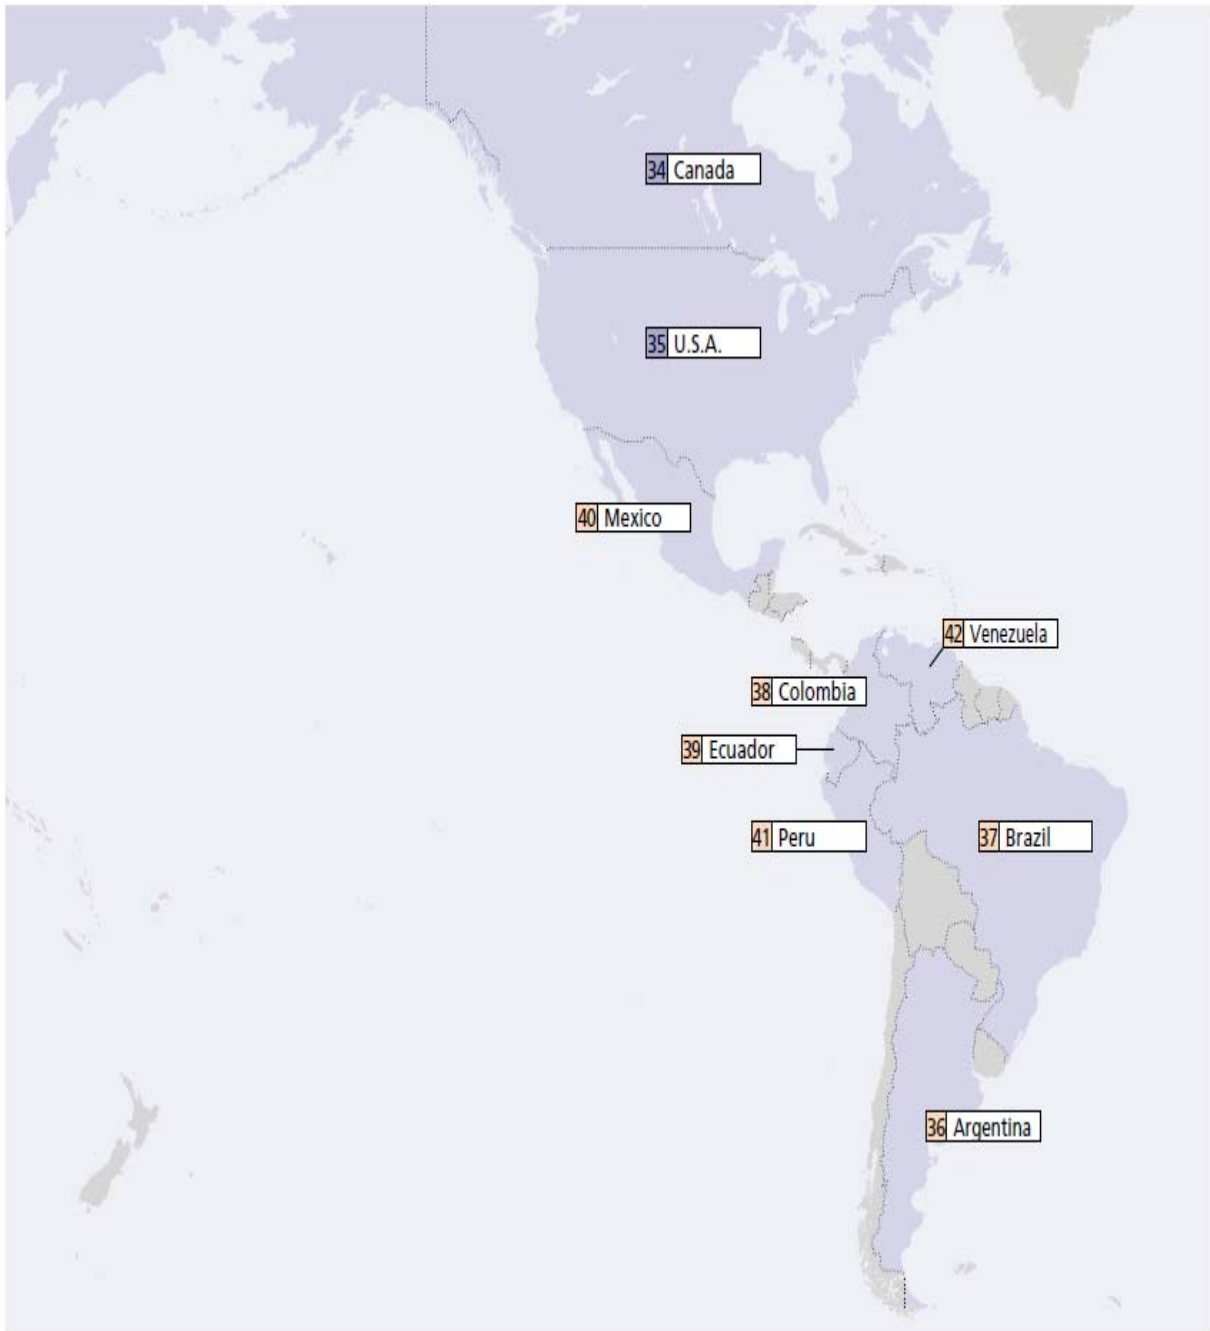 34 Canada
35 U.S.A.
40 Mexico
42 Venezuela
38 Colombia
39 Ecuador
41 Peru
37 Brazil
36 Argentina